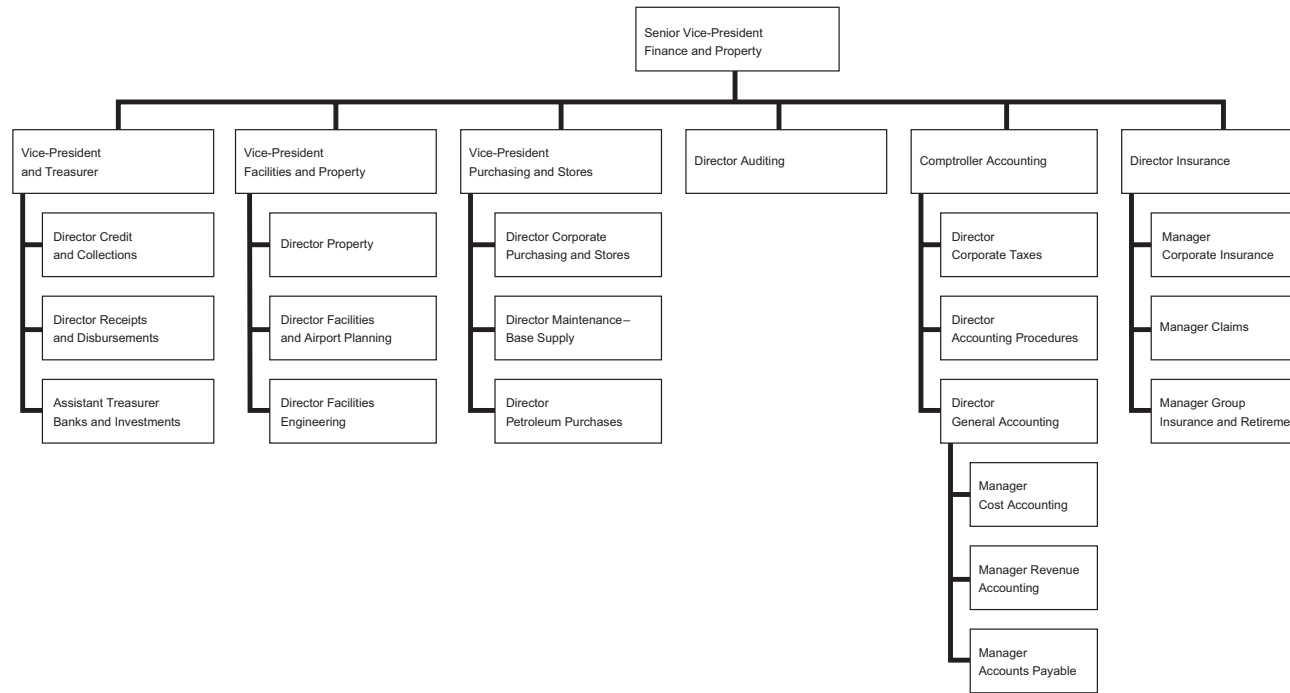 Senior Vice-President
Finance and Property
Vice-President
and Treasurer
Vice-President
Facilities and Property
Vice-President
Purchasing and Stores
Director Auditing
Comptroller Accounting
Director Insurance
Director Credit
and Collections
Director Property
Director Corporate
Purchasing and Stores
Director
Corporate Taxes
Manager
Corporate Insurance
Director Receipts
and Disbursements
Director Facilities
and Airport Planning
Director Maintenance–
Base Supply
Director
Accounting Procedures
Manager Claims
Assistant Treasurer
Banks and Investments
Director Facilities
Engineering
Director
Petroleum Purchases
Director
General Accounting
Manager Group
Insurance and Retireme
Manager
Cost Accounting
Manager Revenue
Accounting
Manager
Accounts Payable